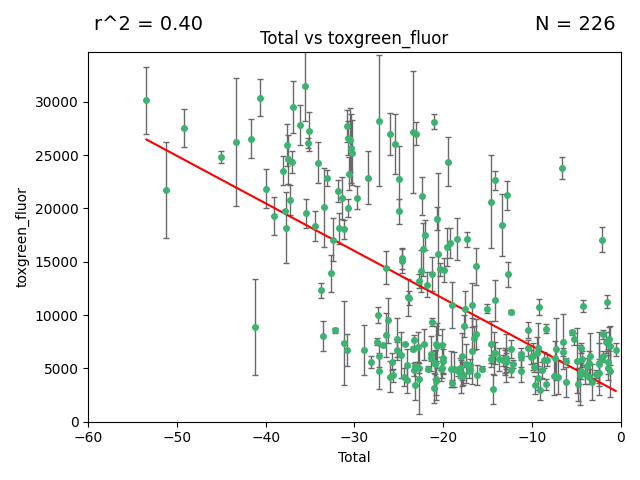 r^2 = 0.40
N = 226
Total vs toxgreen_fluor
30000
25000
20000
15000
10000
5000
0
toxgreen_fluor
−60
−50
−40
−30
−20
−10
0
Total